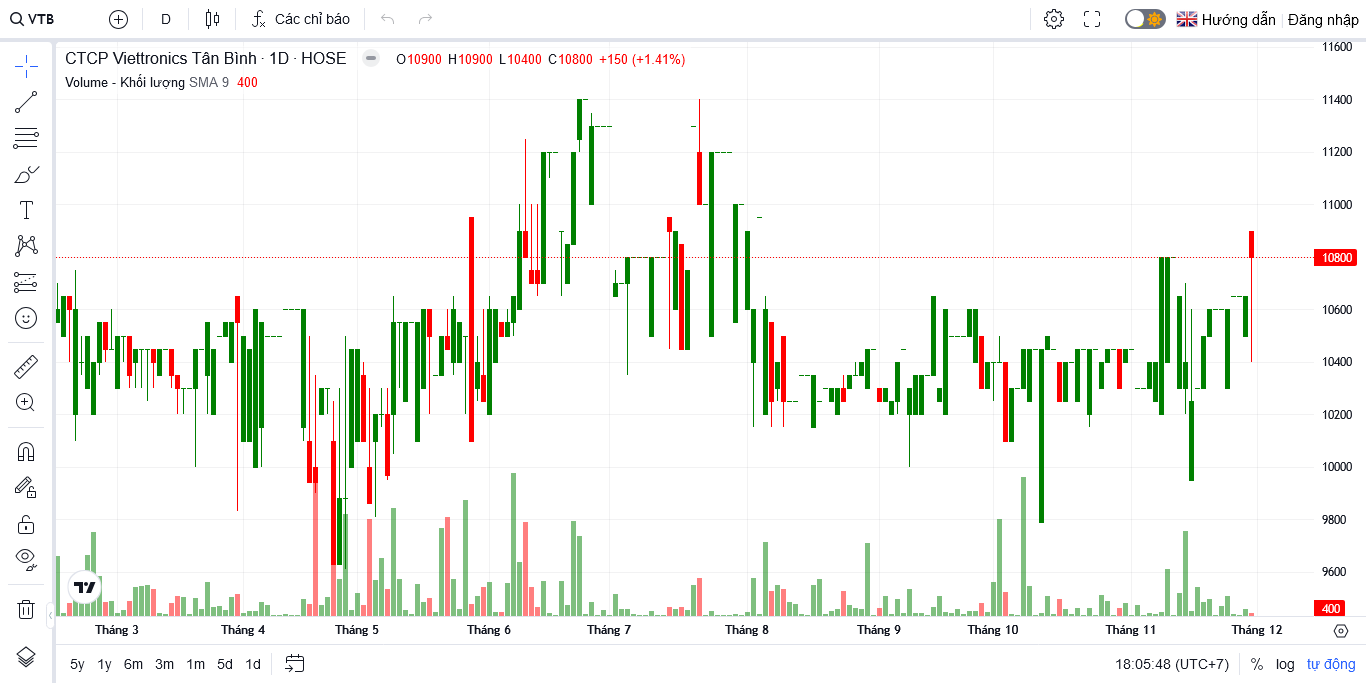 VTB D Các chỉ báo Hướng dẫn Đăng nhập
CTCP Viettronics Tân Bình · 1D · HOSE O10900 H10900 L10400 C10800 +150 (+1.41%)
Volume - Khối lượng SMA 9 400
11600
11400
11200
11000
10800
10600
10400
10200
10000
9800
9600
400
Tháng 3 Tháng 4 Tháng 5 Tháng 6 Tháng 7 Tháng 8 Tháng 9 Tháng 10 Tháng 11 Tháng 12
5y 1y 6m 3m 1m 5d 1d 18:05:48 (UTC+7) % log tự động